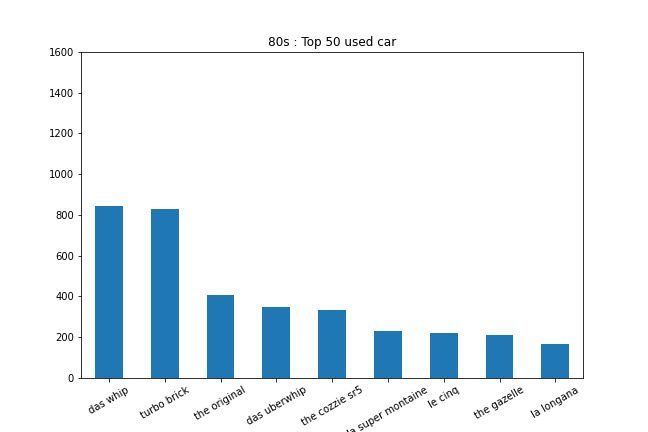 80s : Top 50 used car
1600
1400
1200
1000
800
600
400
200
0
das whip
turbo brick
the original
das uberwhip
the cozzie sr5
la super montaine
le cinq
the gazelle
la longana